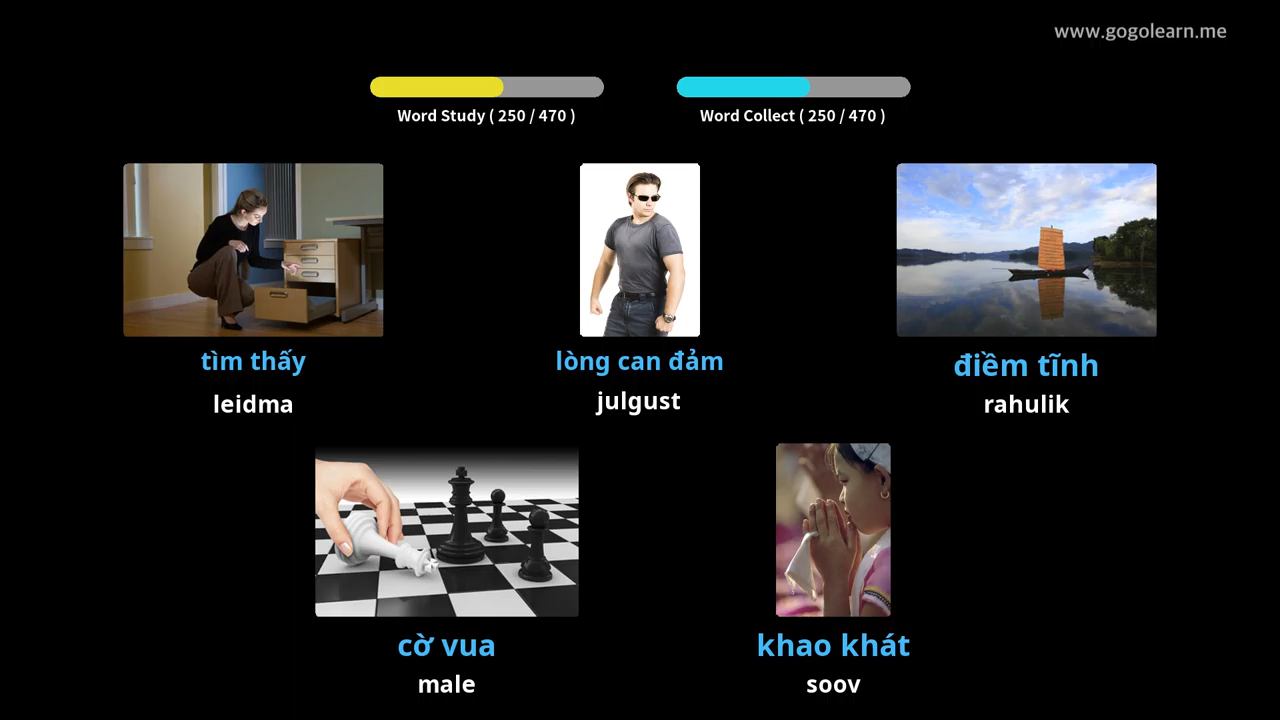 www.gogolearn.me
Word Study ( 250 / 470 )
Word Collect ( 250 / 470 )
tìm thấy
leidma
lòng can đảm
julgust
điềm tĩnh
rahulik
cờ vua
male
khao khát
soov